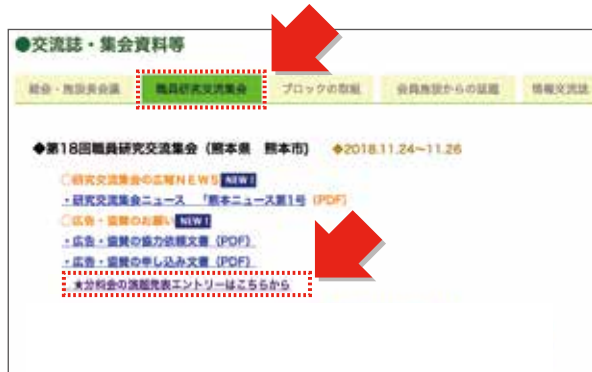 ●交流誌・集会資料等
総会・施設長会議 職員研究交流集会 ブロックの取組 会員施設からの話題 情報交流誌
◆第18回職員研究交流集会（熊本県 熊本市） ◆2018.11.24～11.26
○研究交流集会の広報NEWS NEW!
・研究交流集会ニュース 「熊本ニュース第1号 (PDF)
○広告・協賛のお願い NEW!
・広告・協賛の協力依頼文書 (PDF)
・広告・協賛の申し込み文書 (PDF)
★分科会の演題発表エントリーはこちらから